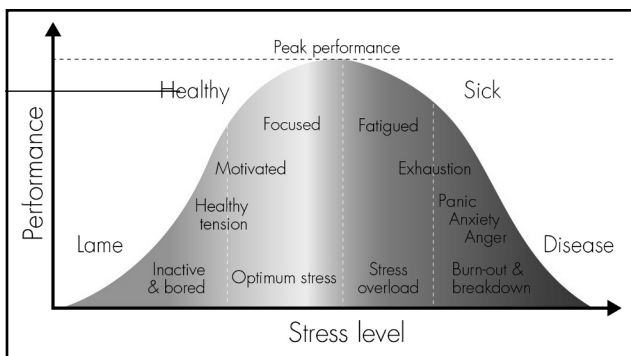 Peak performance
Healthy
Sick
Focused
Fatigued
Motivated
Exhaustion
Healthy
tension
Panic
Anxiety
Anger
Lame
Disease
Inactive
& bored
Optimum stress
Stress
overload
Burn-out &
breakdown
Performance
Stress level